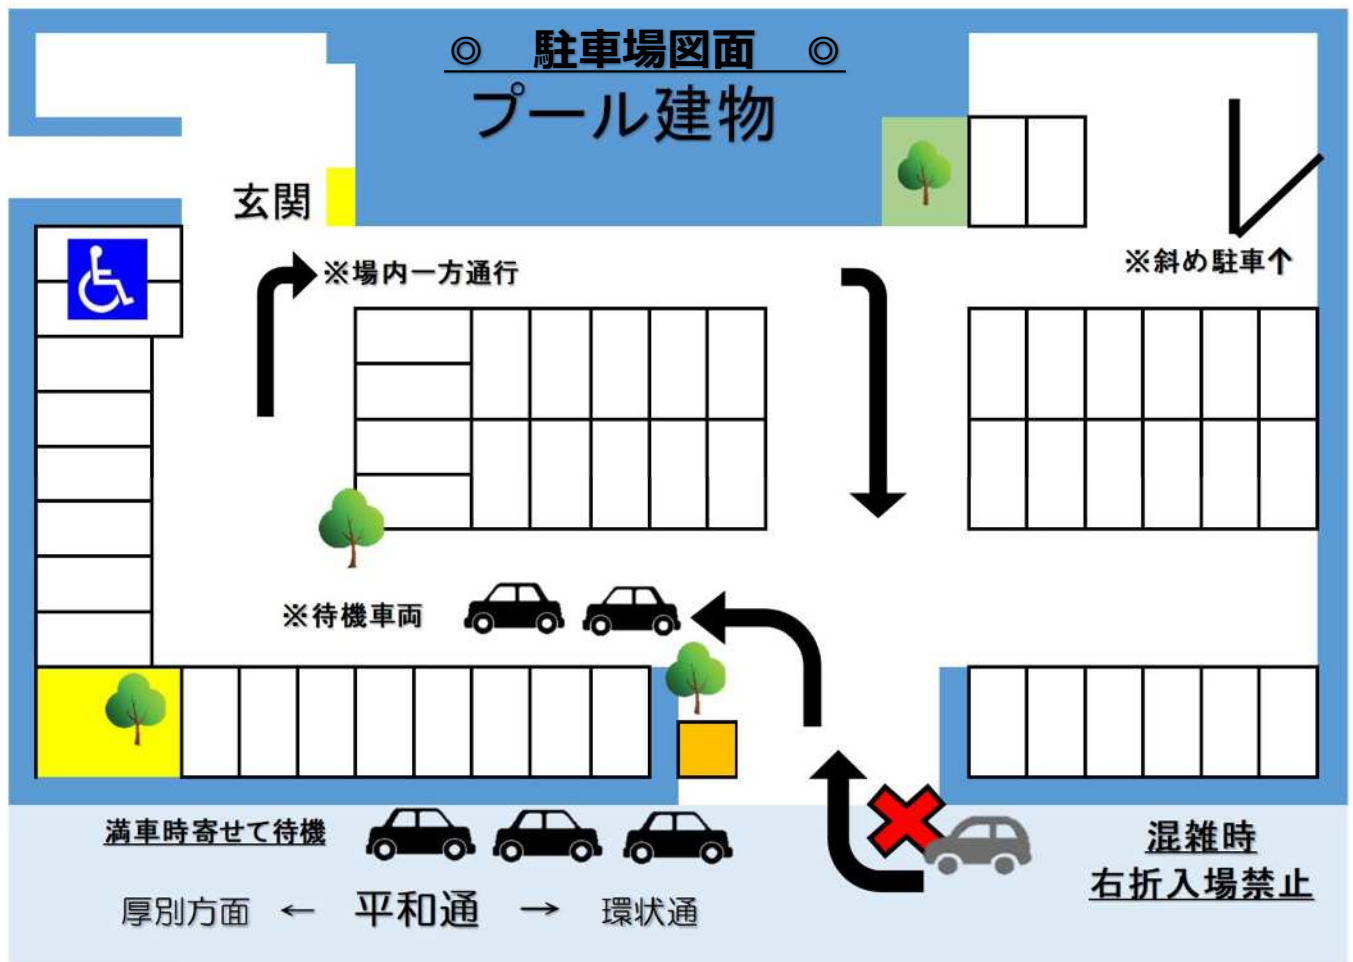 ◎ 駐車場図面 ◎
プール建物
玄関
※場内一方通行
※斜め駐車↑
※待機車両
満車時寄せて待機
混雑時
右折入場禁止
厚別方面 ← 平和通 → 環状通